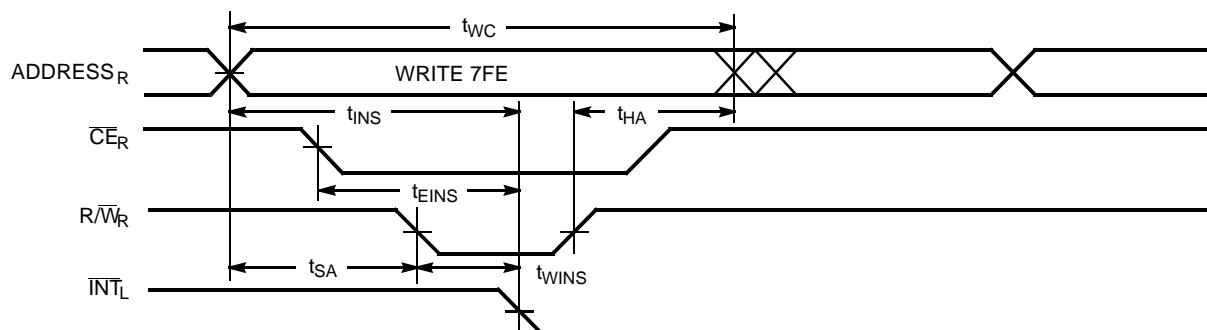 tWC
ADDRESSR
WRITE 7FE
tINS
tHA
CER
tEINS
R/WR
tSA
tWINS
INTL